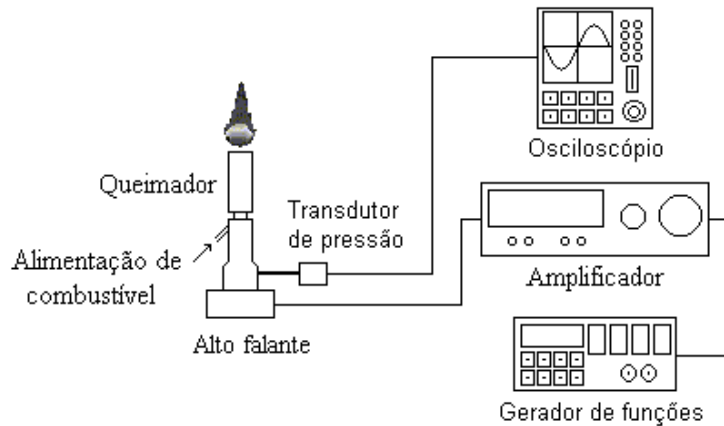 Osciloscópio
Queimador
Transdutor
de pressão
Alimentação de
combustível
Amplificador
Alto falante
Gerador de funções